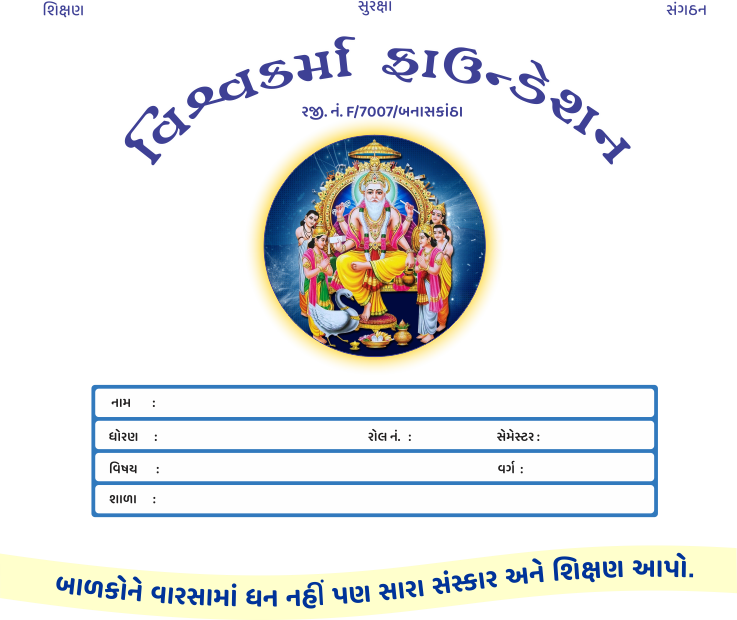 શિક્ષણ સુરક્ષા સંગઠન
વિશ્વકર્મા ફાઉન્ડેશન
રજી. નં. F/7007/બનાસકાંઠા
નામ :
ધોરણ : રોલ નં. : સેમેસ્ટર :
વિષય : વર્ગ :
શાળા :
બાળકોને વારસામાં ધન નહીં પણ સારા સંસ્કાર અને શિક્ષણ આપો.